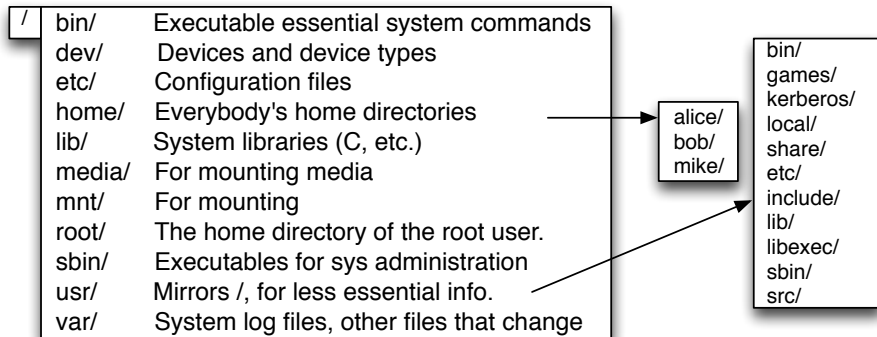 /
bin/ Executable essential system commands
dev/ Devices and device types
etc/ Configuration files
home/ Everybody's home directories
lib/ System libraries (C, etc.)
media/ For mounting media
mnt/ For mounting
root/ The home directory of the root user.
sbin/ Executables for sys administration
usr/ Mirrors /, for less essential info.
var/ System log files, other files that change
alice/
bob/
mike/
bin/
games/
kerberos/
local/
share/
etc/
include/
lib/
libexec/
sbin/
src/